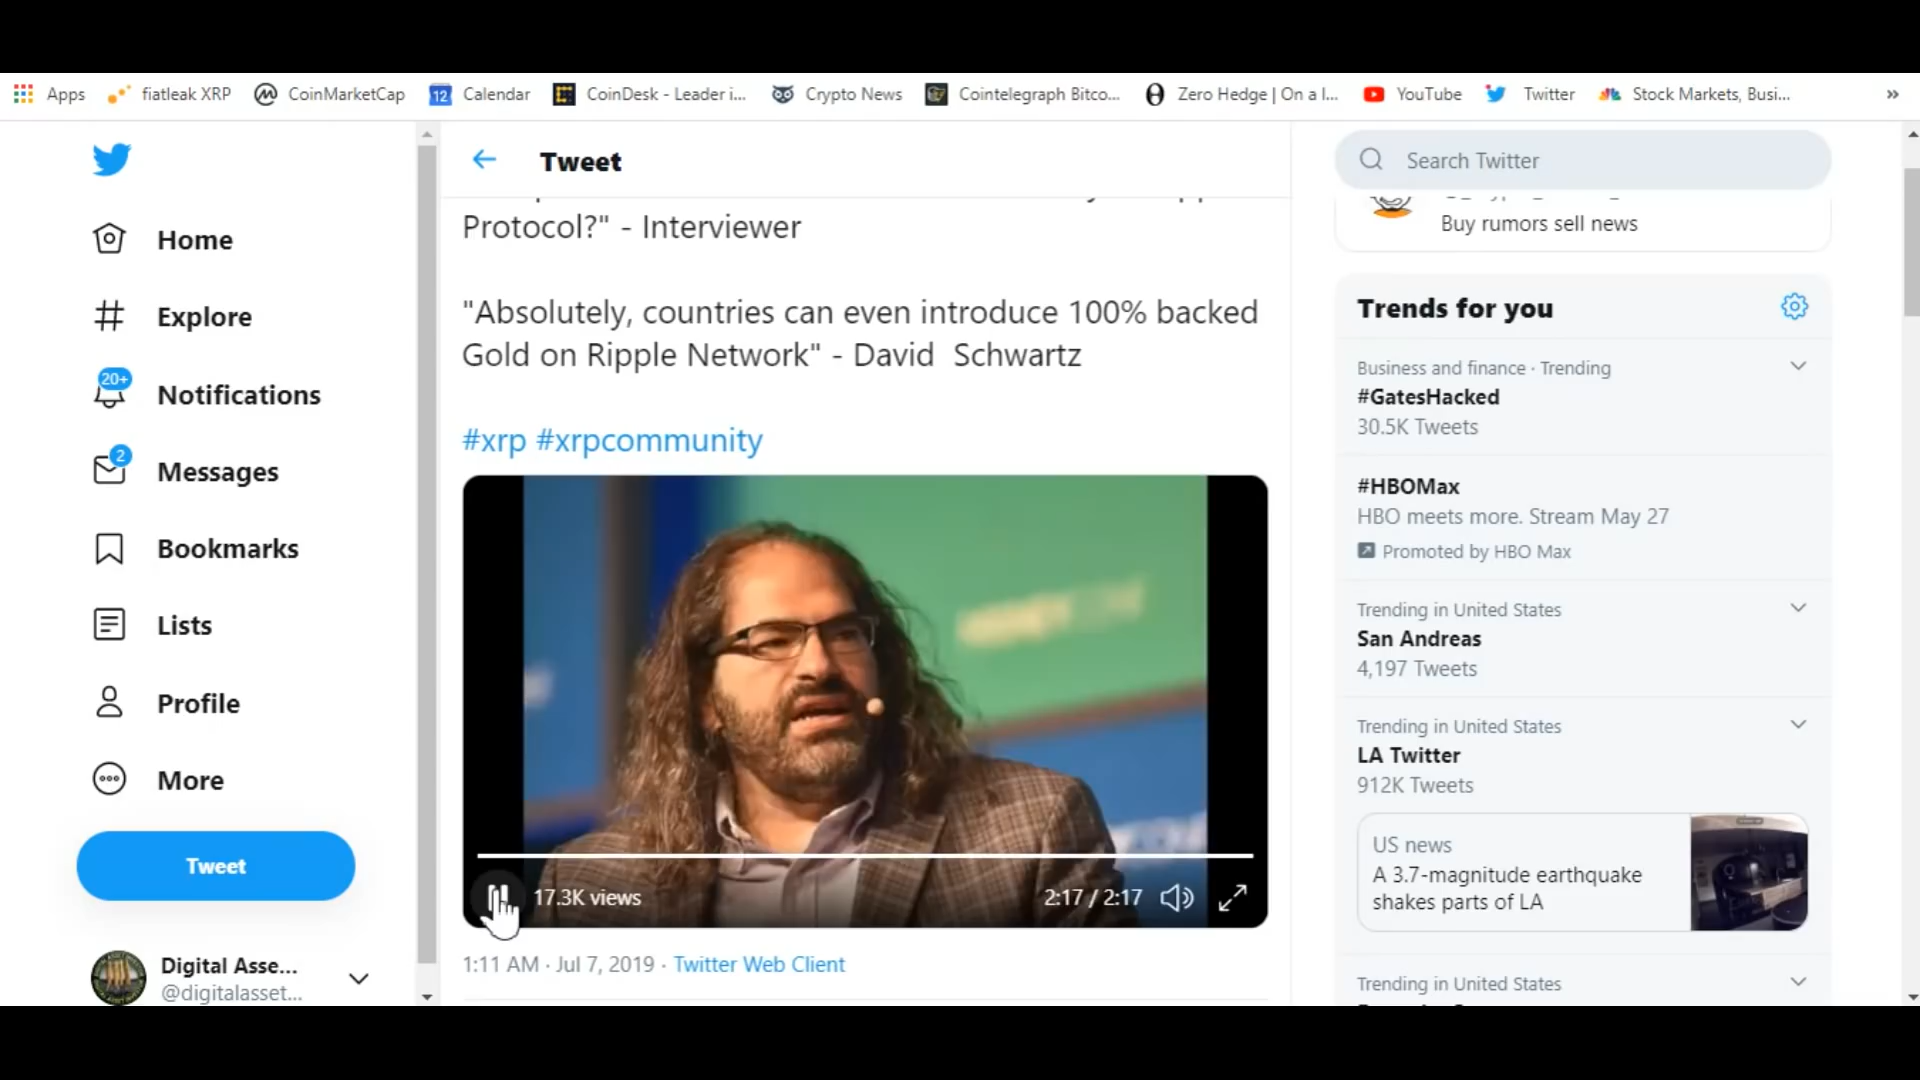 Apps
fiatleak XRP
CoinMarketCap
12
Calendar
CoinDesk - Leader i...
Crypto News
Cointelegraph Bitco...
Zero Hedge | On a l...
YouTube
Twitter
Stock Markets, Busi...
»
Home
Explore
20+
Notifications
2
Messages
Bookmarks
Lists
Profile
More
Tweet
Digital Asse...
@digitalasset...
Tweet
Protocol?" - Interviewer
"Absolutely, countries can even introduce 100% backed
Gold on Ripple Network" - David Schwartz
#xrp #xrpcommunity
17.3K views
2:17 / 2:17
1:11 AM · Jul 7, 2019 · Twitter Web Client
Search Twitter
Buy rumors sell news
Trends for you
Business and finance · Trending
#GatesHacked
30.5K Tweets
#HBOMax
HBO meets more. Stream May 27
Promoted by HBO Max
Trending in United States
San Andreas
4,197 Tweets
Trending in United States
LA Twitter
912K Tweets
US news
A 3.7-magnitude earthquake
shakes parts of LA
Trending in United States